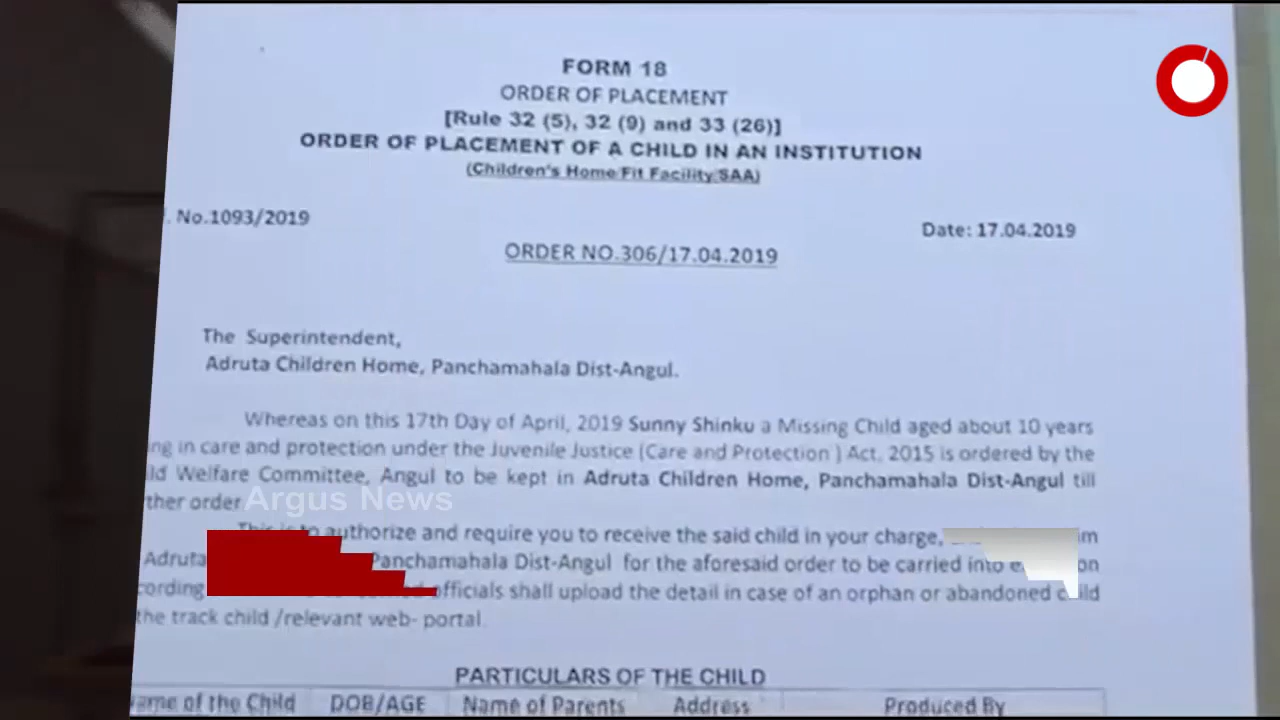 FORM 18
ORDER OF PLACEMENT
[Rule 32 (5), 32 (9) and 33 (26)]
ORDER OF PLACEMENT OF A CHILD IN AN INSTITUTION
(Children's Home/Fit Facility/SAA)
. No.1093/2019
Date: 17.04.2019
ORDER NO.306/17.04.2019
The Superintendent,
Adruta Children Home, Panchamahala Dist-Angul.
Whereas on this 17th Day of April, 2019 Sunny Shinku a Missing Child aged about 10 years
ng in care and protection under the Juvenile Justice (Care and Protection ) Act, 2015 is ordered by the
ld Welfare Committee, Angul to be kept in Adruta Children Home, Panchamahala Dist-Angul till
ther order
Argus News
This is to authorize and require you to receive the said child in your charge,
Adruta Panchamahala Dist-Angul for the aforesaid order to be carried into
cording officials shall upload the detail in case of an orphan or abandoned child
the track child /relevant web- portal.
PARTICULARS OF THE CHILD
ame of the Child DOB/AGE Name of Parents Address Produced By